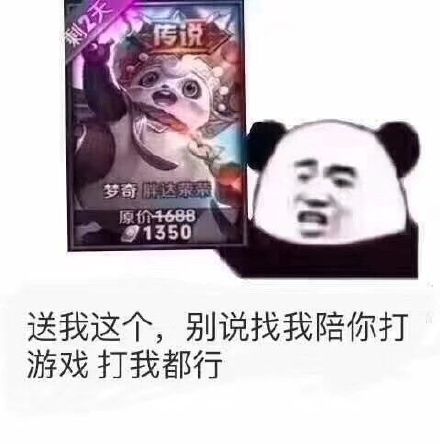 剩2天
传说
梦奇 胖达荣荣
原价1688
1350
送我这个，别说找我陪你打
游戏 打我都行